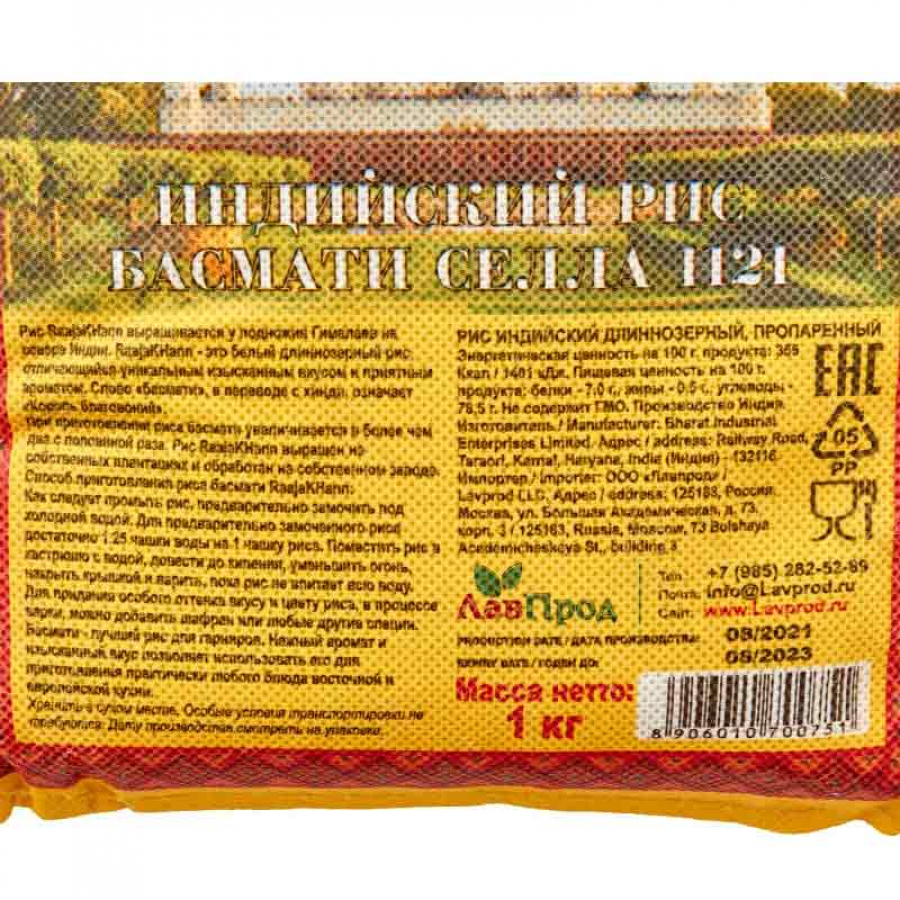 ИНДИЙСКИЙ РИС
БАСМАТИ СЕЛЛА 1121
Рис RaajaKHann выращивается у подножия Гималаев на
севере Индии. RaajaKHann - это белый длиннозерный рис,
отличающийся уникальным изысканным вкусом и приятным
ароматом. Слово «басмати», в переводе с хинди, означает
«Король благовоний».
При приготовлении риса басмати увеличивается в более чем
два с половиной раза. Рис RaajaKHann выращен на
собственных плантациях и обработан на собственном заводе.
Способ приготовления риса басмати RaajaKHann:
Как следует промыть рис, предварительно замочить под
холодной водой. Для предварительно замоченного риса
достаточно 1.25 чашки воды на 1 чашку риса. Поместить рис в
кастрюлю с водой, довести до кипения, уменьшить огонь,
накрыть крышкой и варить, пока рис не впитает всю воду.
Для придания особого оттенка вкусу и цвету риса, в процессе
варки, можно добавить шафран или любые другие специи.
Басмати - лучший рис для гарниров. Нежный аромат и
изысканный вкус позволяет использовать его для
приготовления практически любого блюда восточной и
европейской кухни.
Хранить в сухом месте. Особые условия транспортировки не
требуются. Дату производства смотреть на упаковке.
РИС ИНДИЙСКИЙ ДЛИННОЗЕРНЫЙ, ПРОПАРЕННЫЙ
Энергетическая ценность на 100 г. продукта: 355
Ккал / 1481 кДж. Пищевая ценность на 100 г.
продукта: белки - 7,0 г., жиры - 0,5 г., углеводы -
78,5 г. Не содержит ГМО. Производство Индия.
Изготовитель / Manufacturer: Bharat Industrial
Enterprises Limited. Адрес / address: Railway Road,
Taraori, Karnal, Haryana, India (Индия) - 132116
Импортер / Importer: ООО «Лавпрод» /
Lavprod LLC, Адрес / address: 125183, Россия,
Москва, ул. Большая Академическая, д. 73,
корп. 3 / 125183, Russia, Moscow, 73 Bolshaya
Academicheskaya St., building 3
EAC
05
PP
ЛавПрод
Тел.: +7 (985) 282-52-89
Почта: info@Lavprod.ru
Сайт: www.Lavprod.ru
PRODUCTION DATE / ДАТА ПРОИЗВОДСТВА: 08/2021
EXPIRY DATE / ГОДЕН ДО: 08/2023
Масса нетто:
1 кг
8 906010 700751